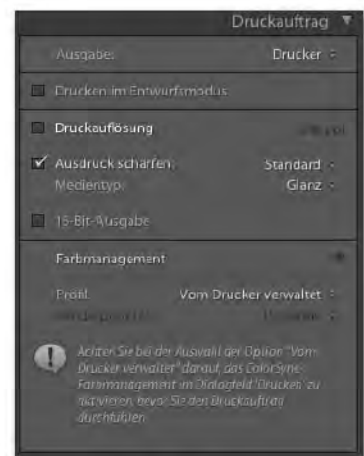 Druckauftrag
Ausgabe: Drucker
Drucken im Entwurfsmodus
Druckauflösung
Ausdruck schärfen: Standard
Medientyp: Glanz
16-Bit-Ausgabe
Farbmanagement
Profil: Vom Drucker verwaltet
Achten Sie bei der Auswahl der Option "Vom
Drucker verwaltet" darauf, das ColorSync-
Farbmanagement im Dialogfeld 'Drucken' zu
aktivieren, bevor Sie den Druckauftrag
durchführen.